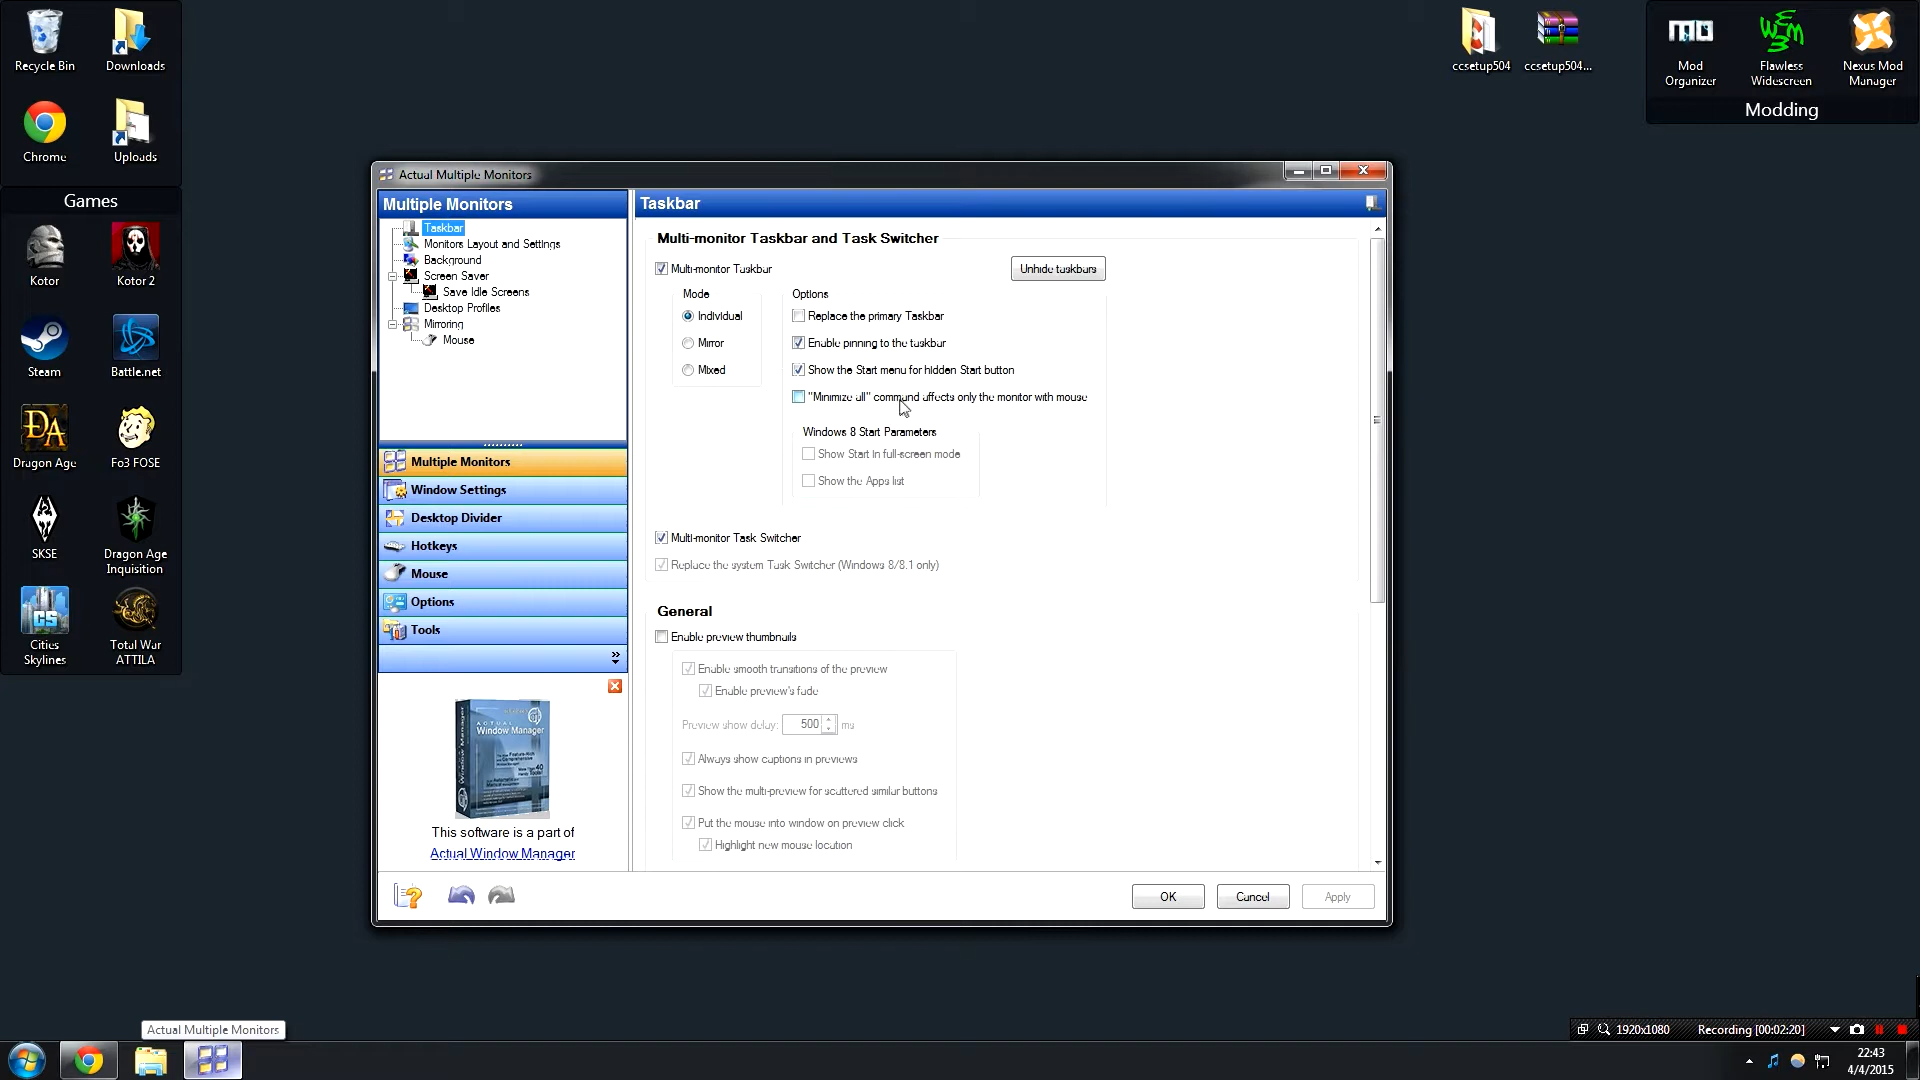 Recycle Bin
Downloads
Chrome
Uploads
Games
Kotor
Kotor 2
Steam
Battle.net
Dragon Age
Fo3 FOSE
SKSE
Dragon Age
Inquisition
Cities
Skylines
Total War
ATTILA
ccsetup504
ccsetup504...
Mod
Organizer
Flawless
Widescreen
Nexus Mod
Manager
Modding
Actual Multiple Monitors
Multiple Monitors
Taskbar
Monitors Layout and Settings
Background
Screen Saver
Save Idle Screens
Desktop Profiles
Mirroring
Mouse
Multiple Monitors
Window Settings
Desktop Divider
Hotkeys
Mouse
Options
Tools
ACTUAL
Window Manager
This software is a part of
Actual Window Manager
Taskbar
Multi-monitor Taskbar and Task Switcher
Multi-monitor Taskbar
Unhide taskbars
Mode
Individual
Mirror
Mixed
Options
Replace the primary Taskbar
Enable pinning to the taskbar
Show the Start menu for hidden Start button
"Minimize all" command affects only the monitor with mouse
Windows 8 Start Parameters
Show Start in full-screen mode
Show the Apps list
Multi-monitor Task Switcher
Replace the system Task Switcher (Windows 8/8.1 only)
General
Enable preview thumbnails
Enable smooth transitions of the preview
Enable preview's fade
Preview show delay: 500 ms
Always show captions in previews
Show the multi-preview for scattered similar buttons
Put the mouse into window on preview click
Highlight new mouse location
OK
Cancel
Apply
Actual Multiple Monitors
1920x1080
Recording [00:02:20]
22:43
4/4/2015